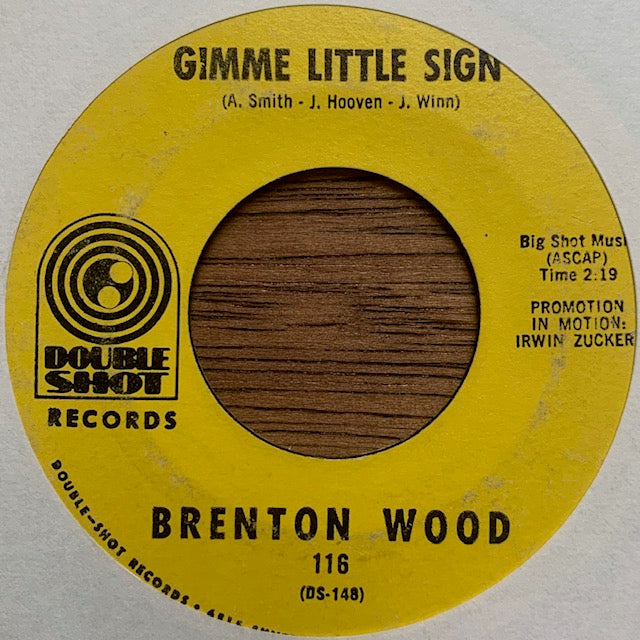 GIMME LITTLE SIGN
(A. Smith - J. Hooven - J. Winn)
Big Shot Musi
(ASCAP)
Time 2:19
PROMOTION
IN MOTION:
IRWIN ZUCKER
DOUBLE
SHOT
RECORDS
BRENTON WOOD
116
(DS-148)
DOUBLE—SHOT RECORDS •